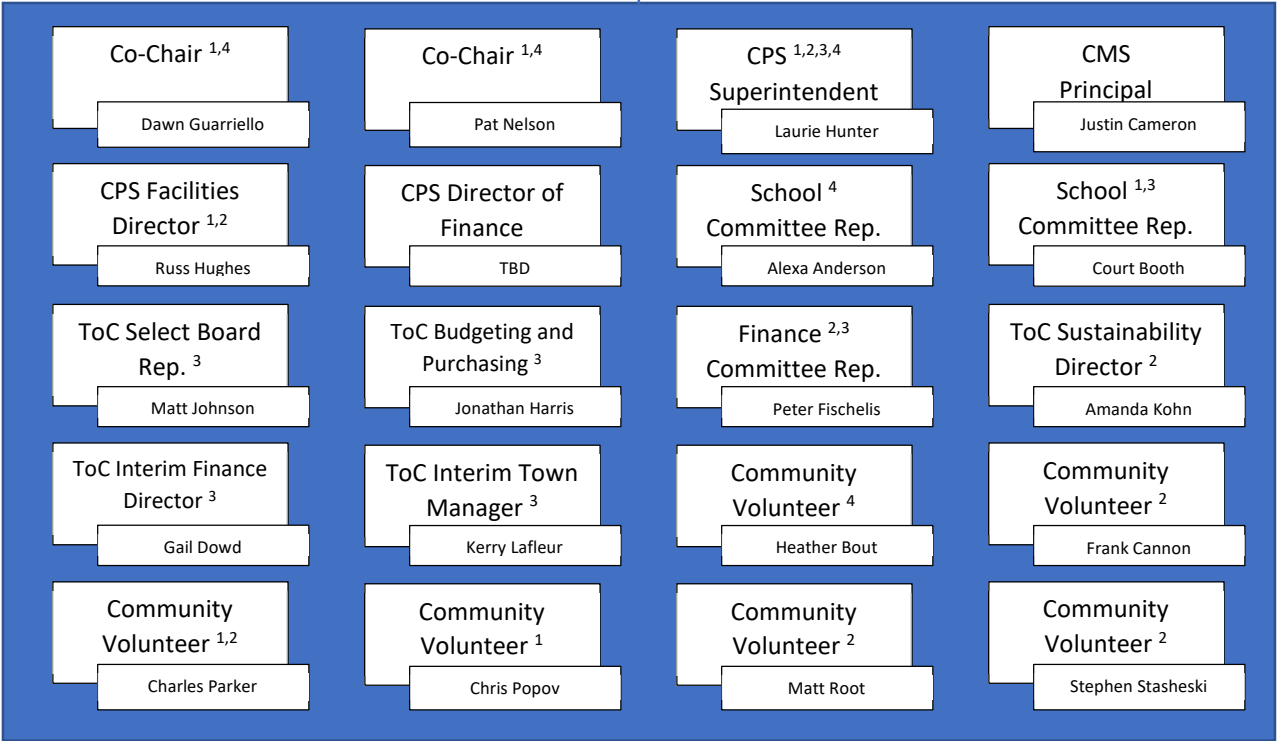 Co-Chair 1,4
Dawn Guarriello
Co-Chair 1,4
Pat Nelson
CPS 1,2,3,4
Superintendent
Laurie Hunter
CMS
Principal
Justin Cameron
CPS Facilities
Director 1,2
Russ Hughes
CPS Director of
Finance
TBD
School 4
Committee Rep.
Alexa Anderson
School 1,3
Committee Rep.
Court Booth
ToC Select Board
Rep. 3
Matt Johnson
ToC Budgeting and
Purchasing 3
Jonathan Harris
Finance 2,3
Committee Rep.
Peter Fischelis
ToC Sustainability
Director 2
Amanda Kohn
ToC Interim Finance
Director 3
Gail Dowd
ToC Interim Town
Manager 3
Kerry Lafleur
Community
Volunteer 4
Heather Bout
Community
Volunteer 2
Frank Cannon
Community
Volunteer 1,2
Charles Parker
Community
Volunteer 1
Chris Popov
Community
Volunteer 2
Matt Root
Community
Volunteer 2
Stephen Stasheski